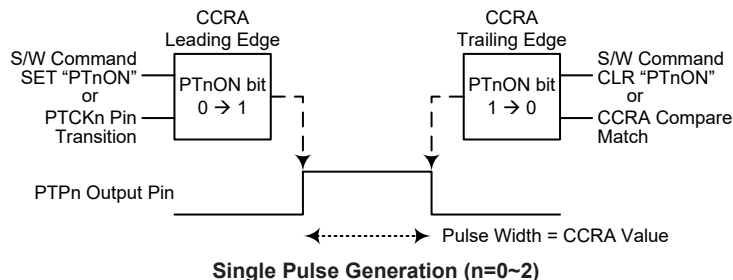 CCRA
Leading Edge
S/W Command
SET “PTnON”
or
PTCKn Pin
Transition
PTnON bit
0 → 1
CCRA
Trailing Edge
PTnON bit
1 → 0
S/W Command
CLR “PTnON”
or
CCRA Compare
Match
PTPn Output Pin
Pulse Width = CCRA Value
Single Pulse Generation (n=0~2)